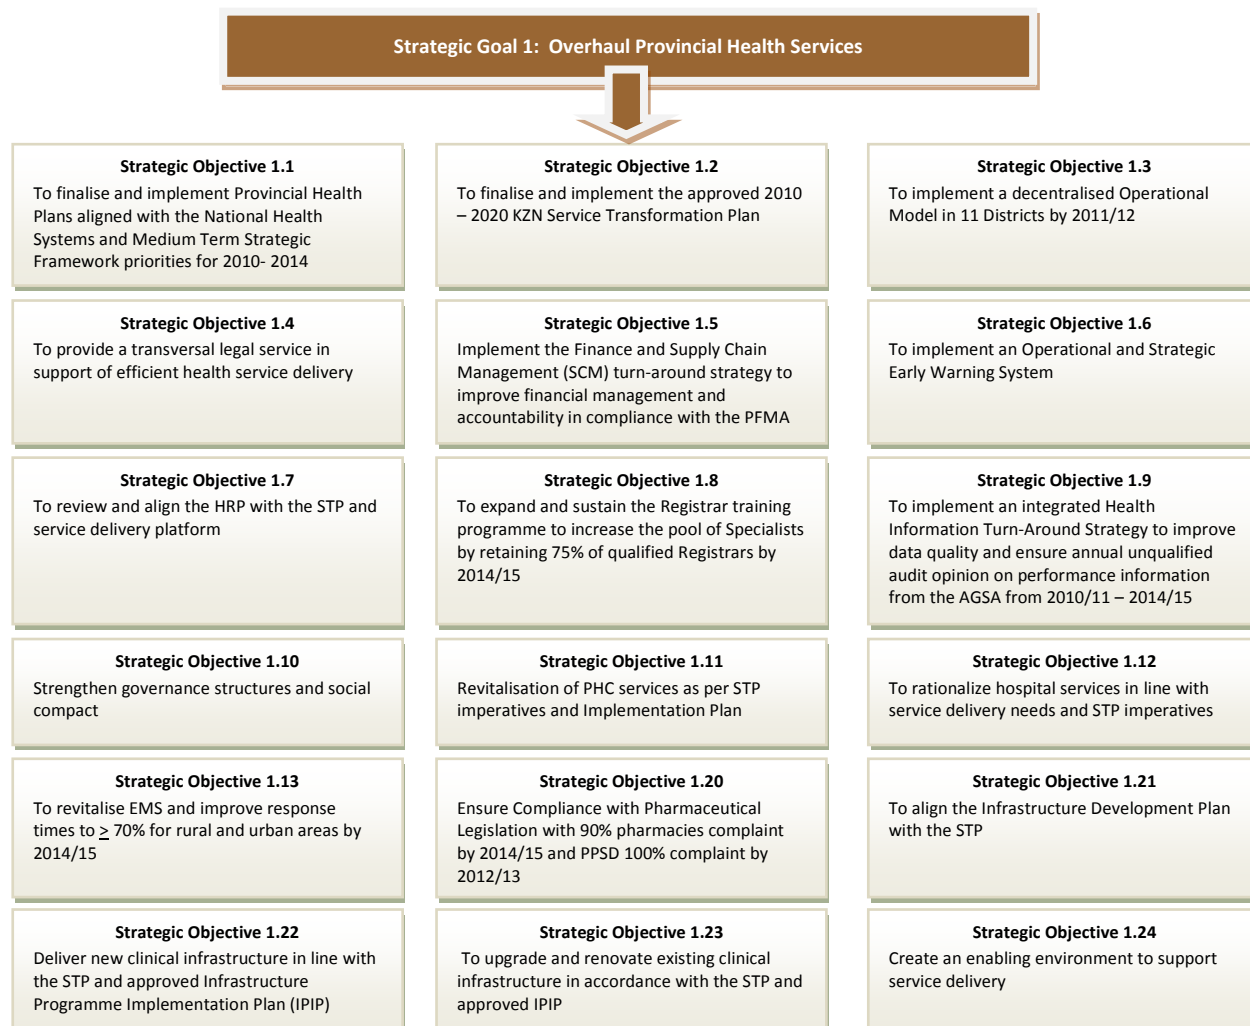 Strategic Goal 1:  Overhaul Provincial Health Services
Strategic Objective 1.1
To finalise and implement Provincial Health
Plans aligned with the National Health
Systems and Medium Term Strategic
Framework priorities for 2010- 2014
Strategic Objective 1.2
To finalise and implement the approved 2010
– 2020 KZN Service Transformation Plan
Strategic Objective 1.3
To implement a decentralised Operational
Model in 11 Districts by 2011/12
Strategic Objective 1.4
To provide a transversal legal service in
support of efficient health service delivery
Strategic Objective 1.5
Implement the Finance and Supply Chain
Management (SCM) turn-around strategy to
improve financial management and
accountability in compliance with the PFMA
Strategic Objective 1.6
To implement an Operational and Strategic
Early Warning System
Strategic Objective 1.7
To review and align the HRP with the STP and
service delivery platform
Strategic Objective 1.8
To expand and sustain the Registrar training
programme to increase the pool of Specialists
by retaining 75% of qualified Registrars by
2014/15
Strategic Objective 1.9
To implement an integrated Health
Information Turn-Around Strategy to improve
data quality and ensure annual unqualified
audit opinion on performance information
from the AGSA from 2010/11 – 2014/15
Strategic Objective 1.10
Strengthen governance structures and social
compact
Strategic Objective 1.11
Revitalisation of PHC services as per STP
imperatives and Implementation Plan
Strategic Objective 1.12
To rationalize hospital services in line with
service delivery needs and STP imperatives
Strategic Objective 1.13
To revitalise EMS and improve response
times to > 70% for rural and urban areas by
2014/15
Strategic Objective 1.20
Ensure Compliance with Pharmaceutical
Legislation with 90% pharmacies complaint
by 2014/15 and PPSD 100% complaint by
2012/13
Strategic Objective 1.21
To align the Infrastructure Development Plan
with the STP
Strategic Objective 1.22
Deliver new clinical infrastructure in line with
the STP and approved Infrastructure
Programme Implementation Plan (IPIP)
Strategic Objective 1.23
To upgrade and renovate existing clinical
infrastructure in accordance with the STP and
approved IPIP
Strategic Objective 1.24
Create an enabling environment to support
service delivery